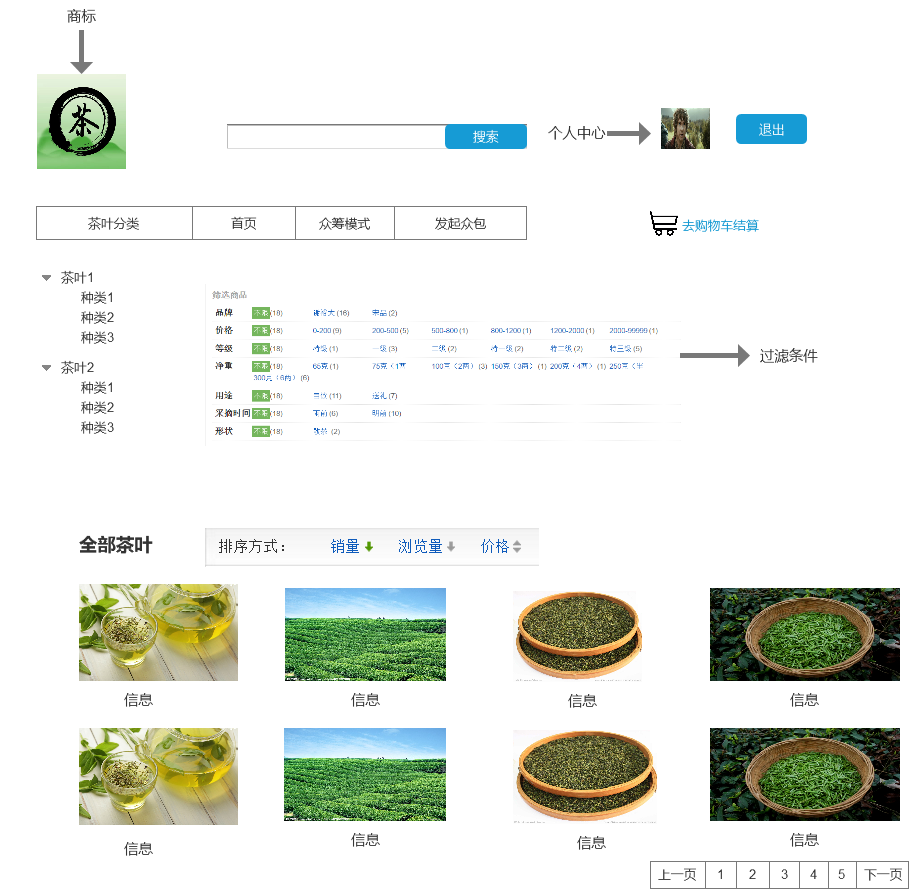 商标
茶
搜索
个人中心
退出
茶叶分类 首页 众筹模式 发起众包
去购物车结算
茶叶1
种类1
种类2
种类3
茶叶2
种类1
种类2
种类3
筛选商品
品牌 不限(18) 谢裕大 (16) 宋品 (2)
价格 不限(18) 0-200 (9) 200-500 (5) 500-800 (1) 800-1200 (1) 1200-2000 (1) 2000-99999 (1)
等级 不限(18) 特级 (1) 一级 (3) 二级 (2) 特一级 (2) 特二级 (2) 特三级 (5)
净重 不限(18) 65克 (1) 75克（1两 100克（2两）(3) 150克（3两）(1) 200克（4两）(1) 250克（半
300克（6两）(6)
用途 不限(18) 自饮 (11) 送礼 (7)
采摘时间 不限(18) 雨前 (6) 明前 (10)
形状 不限(18) 散茶 (2)
过滤条件
全部茶叶
排序方式： 销量 浏览量 价格
信息 信息 信息 信息
信息 信息 信息 信息
上一页 1 2 3 4 5 下一页